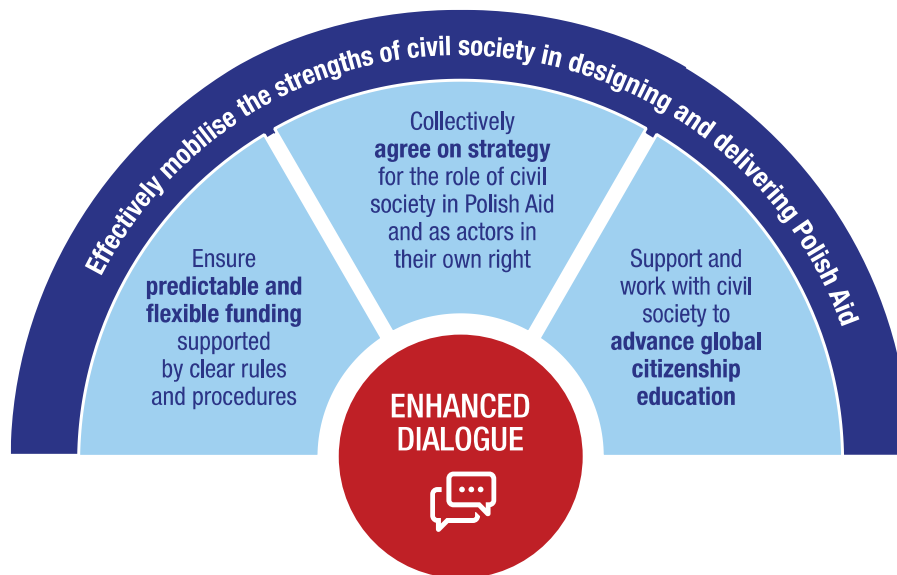 Effectively mobilise the strengths of civil society in designing and delivering Polish Aid
Ensure
predictable and
flexible funding
supported
by clear rules
and procedures
Collectively
agree on strategy
for the role of civil
society in Polish Aid
and as actors in
their own right
Support and
work with civil
society to
advance global
citizenship
education
ENHANCED
DIALOGUE